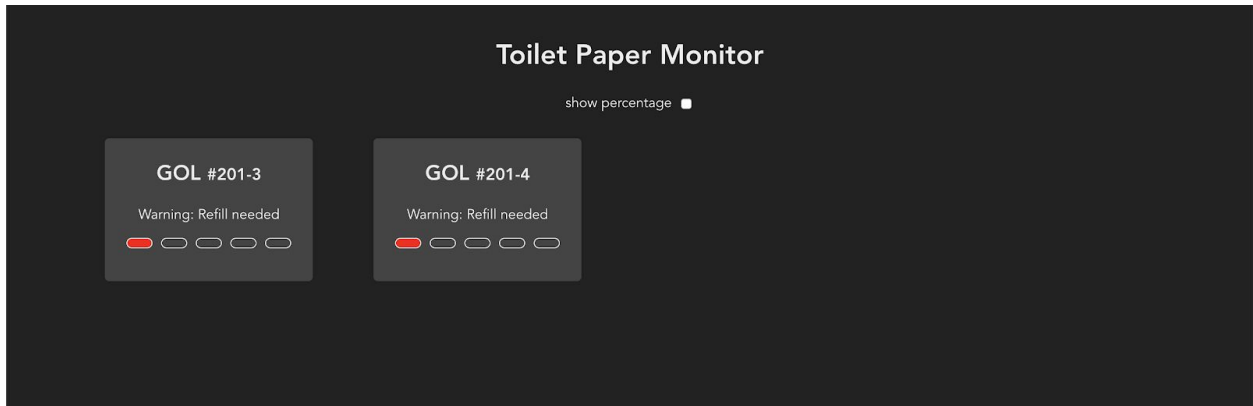 Toilet Paper Monitor
show percentage
GOL #201-3
Warning: Refill needed
GOL #201-4
Warning: Refill needed